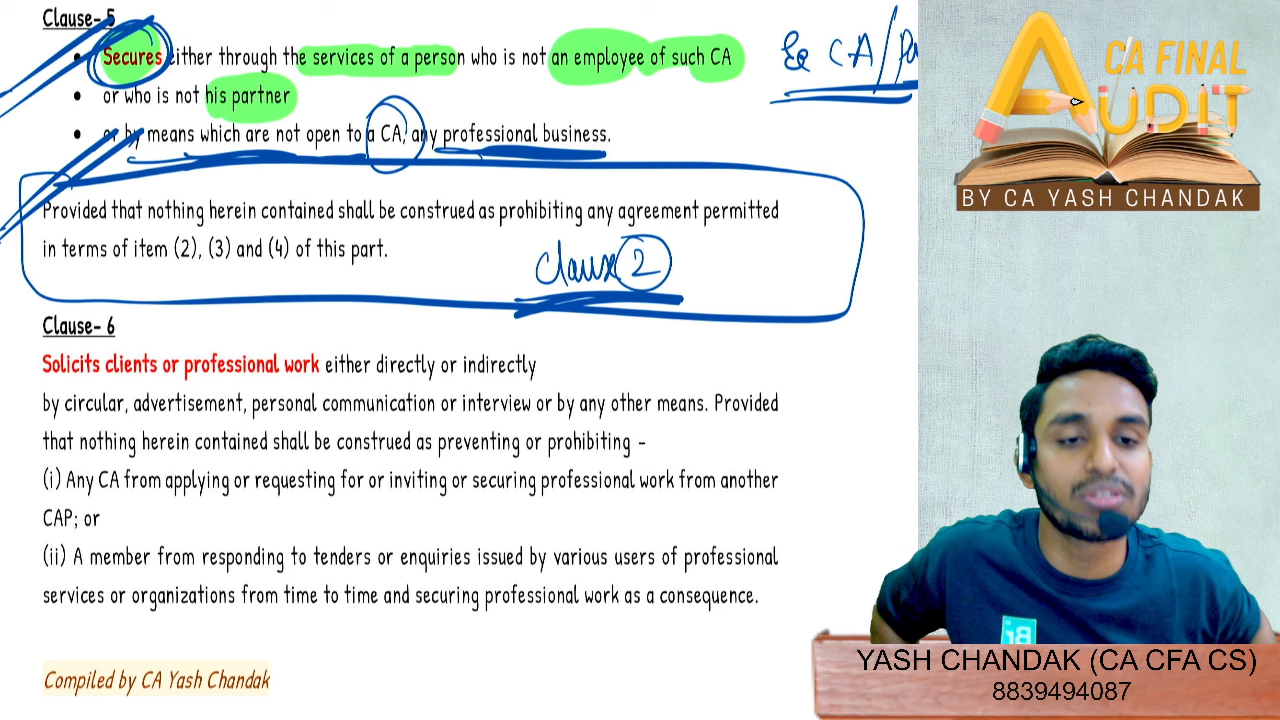 Clause- 5
Secures either through the services of a person who is not an employee of such CA
or who is not his partner
or by means which are not open to a CA, any professional business.
CA/
Provided that nothing herein contained shall be construed as prohibiting any agreement permitted
in terms of item (2), (3) and (4) of this part.
Clause 2
Clause- 6
Solicits clients or professional work either directly or indirectly
by circular, advertisement, personal communication or interview or by any other means. Provided
that nothing herein contained shall be construed as preventing or prohibiting -
(i) Any CA from applying or requesting for or inviting or securing professional work from another
CAP; or
(ii) A member from responding to tenders or enquiries issued by various users of professional
services or organizations from time to time and securing professional work as a consequence.
Compiled by CA Yash Chandak
CA FINAL
AUDIT
BY CA YASH CHANDAK
YASH CHANDAK (CA CFA CS)
8839494087